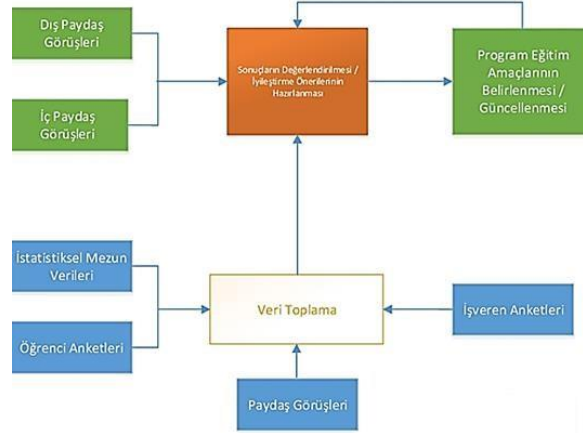 Dış Paydaş
Görüşleri
İç Paydaş
Görüşleri
Sonuçların Değerlendirilmesi /
İyileştirme Önerilerinin
Hazırlanması
Program Eğitim
Amaçlarının
Belirlenmesi /
Güncellenmesi
İstatistiksel Mezun
Verileri
Öğrenci Anketleri
Veri Toplama
İşveren Anketleri
Paydaş Görüşleri